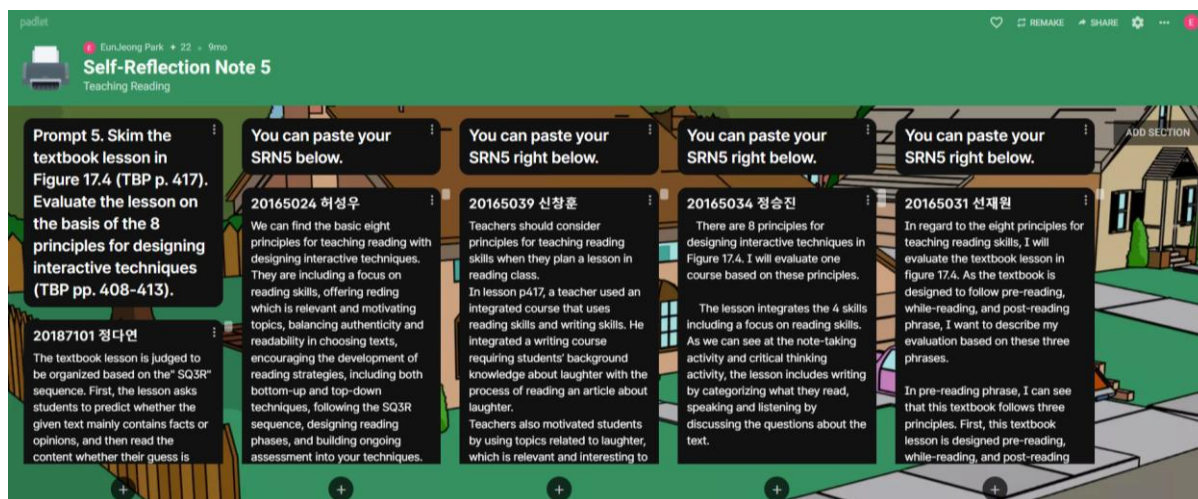 padlet
REMAKE
SHARE
EunJeong Park + 22 • 9mo
Self-Reflection Note 5
Teaching Reading
ADD SECTION
Prompt 5. Skim the
textbook lesson in
Figure 17.4 (TBP p. 417).
Evaluate the lesson on
the basis of the 8
principles for designing
interactive techniques
(TBP pp. 408-413).
20187101 정다연
The textbook lesson is judged to
be organized based on the" SQ3R"
sequence. First, the lesson asks
students to predict whether the
given text mainly contains facts or
opinions, and then read the
content whether their guess is
You can paste your
SRN5 below.
20165024 허성우
We can find the basic eight
principles for teaching reading with
designing interactive techniques.
They are including a focus on
reading skills, offering reding
which is relevant and motivating
topics, balancing authenticity and
readability in choosing texts,
encouraging the development of
reading strategies, including both
bottom-up and top-down
techniques, following the SQ3R
sequence, designing reading
phases, and building ongoing
assessment into your techniques.
You can paste your
SRN5 right below.
20165039 신창훈
Teachers should consider
principles for teaching reading
skills when they plan a lesson in
reading class.
In lesson p417, a teacher used an
integrated course that uses
reading skills and writing skills. He
integrated a writing course
requiring students' background
knowledge about laughter with the
process of reading an article about
laughter.
Teachers also motivated students
by using topics related to laughter,
which is relevant and interesting to
You can paste your
SRN5 right below.
20165034 정승진
There are 8 principles for
designing interactive techniques in
Figure 17.4. I will evaluate one
course based on these principles.
The lesson integrates the 4 skills
including a focus on reading skills.
As we can see at the note-taking
activity and critical thinking
activity, the lesson includes writing
by categorizing what they read,
speaking and listening by
discussing the questions about the
text.
You can paste your
SRN5 right below.
20165031 선재원
In regard to the eight principles for
teaching reading skills, I will
evaluate the textbook lesson in
figure 17.4. As the textbook is
designed to follow pre-reading,
while-reading, and post-reading
phrase, I want to describe my
evaluation based on these three
phrases.
In pre-reading phrase, I can see
that this textbook follows three
principles. First, this textbook
lesson is designed pre-reading,
while-reading, and post-reading